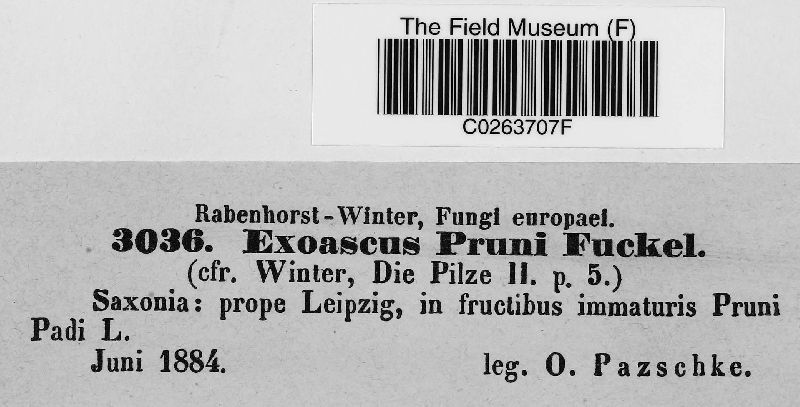 The Field Museum (F)
C0263707F
Rabenhorst-Winter, Fungi europaei.
3036. Exoascus Pruni Fuckel.
(cfr. Winter, Die Pilze II. p. 5.)
Saxonia: prope Leipzig, in fructibus immaturis Pruni
Padi L.
Juni 1884. leg. O. Pazschke.